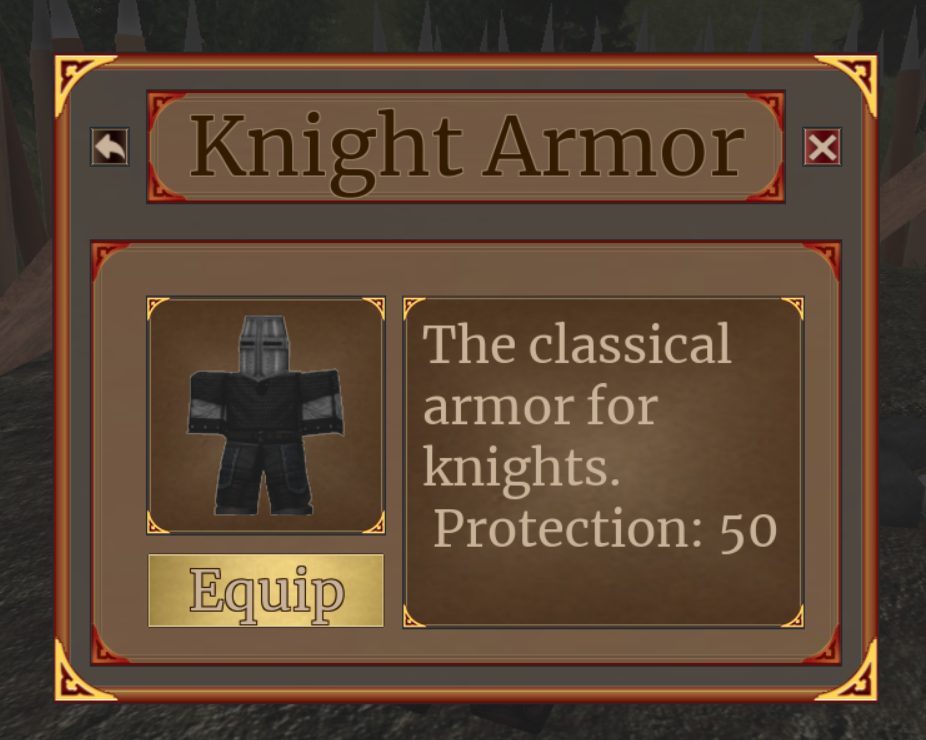 Knight Armor
The classical
armor for
knights.
Protection: 50
Equip